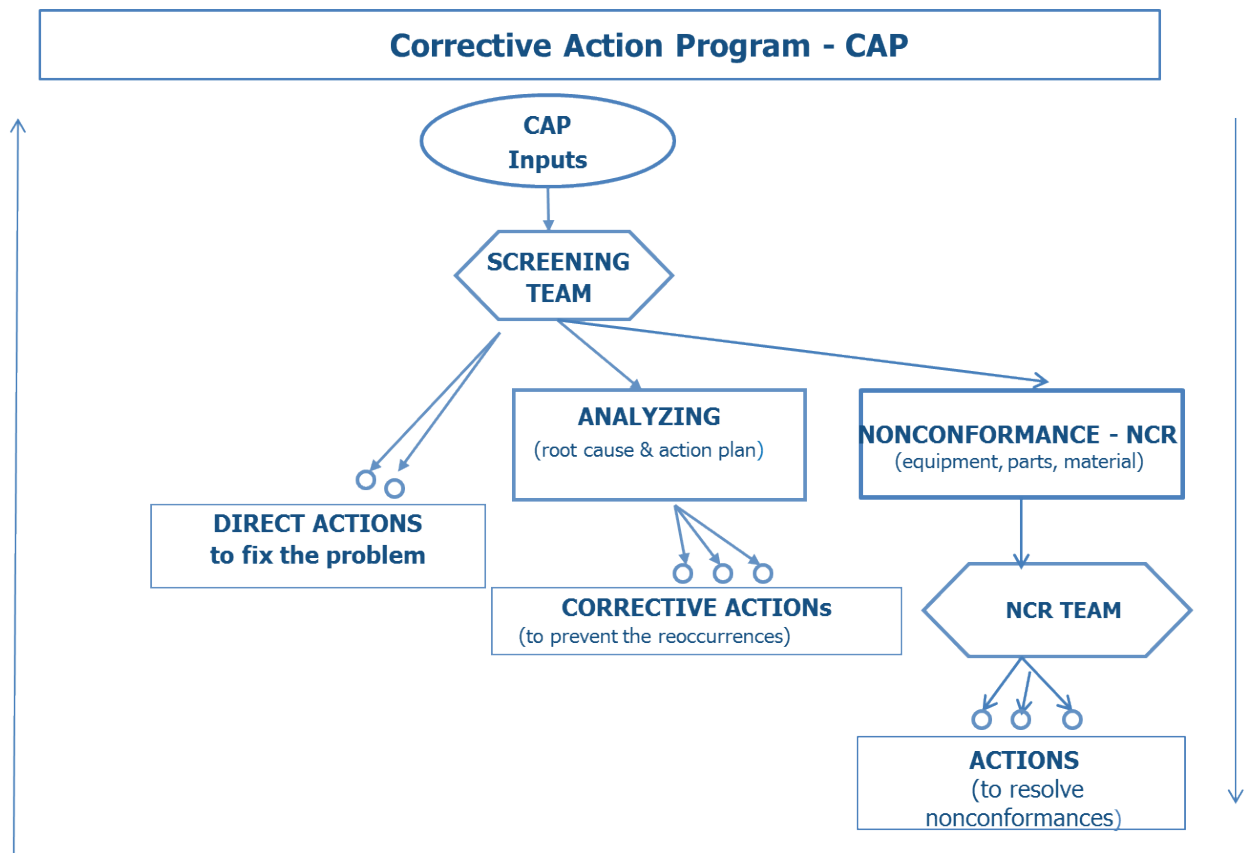 Corrective Action Program - CAP
CAP
Inputs
SCREENING
TEAM
ANALYZING
(root cause & action plan)
NONCONFORMANCE - NCR
(equipment, parts, material)
DIRECT ACTIONS
to fix the problem
CORRECTIVE ACTIONs
(to prevent the reoccurrences)
NCR TEAM
ACTIONS
(to resolve
nonconformances)